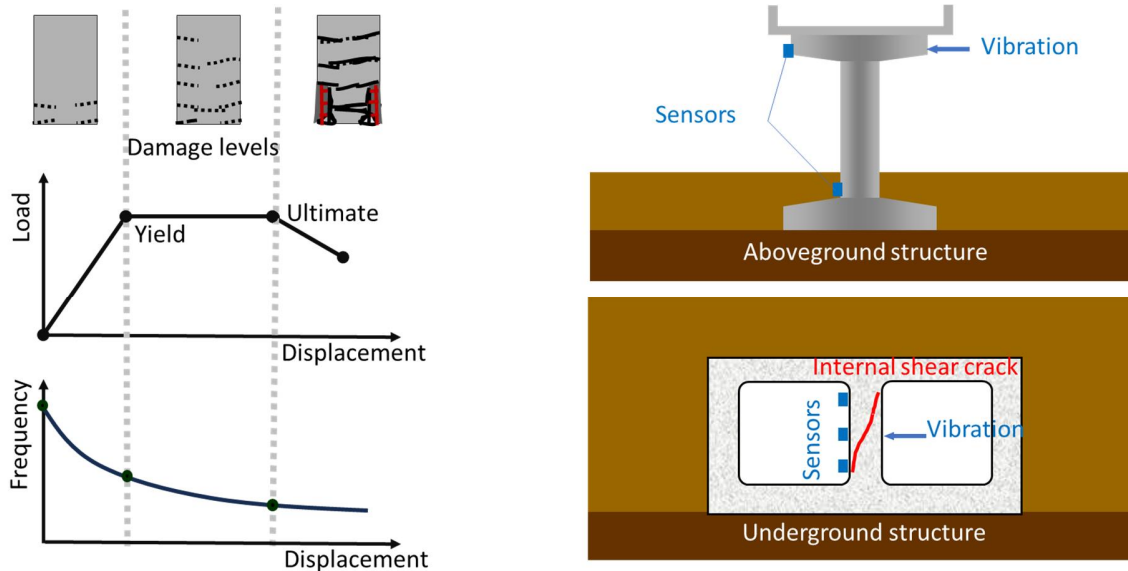 Damage levels
Load
Yield
Ultimate
Displacement
Frequency
Displacement
Vibration
Sensors
Aboveground structure
Internal shear crack
Sensors
Vibration
Underground structure